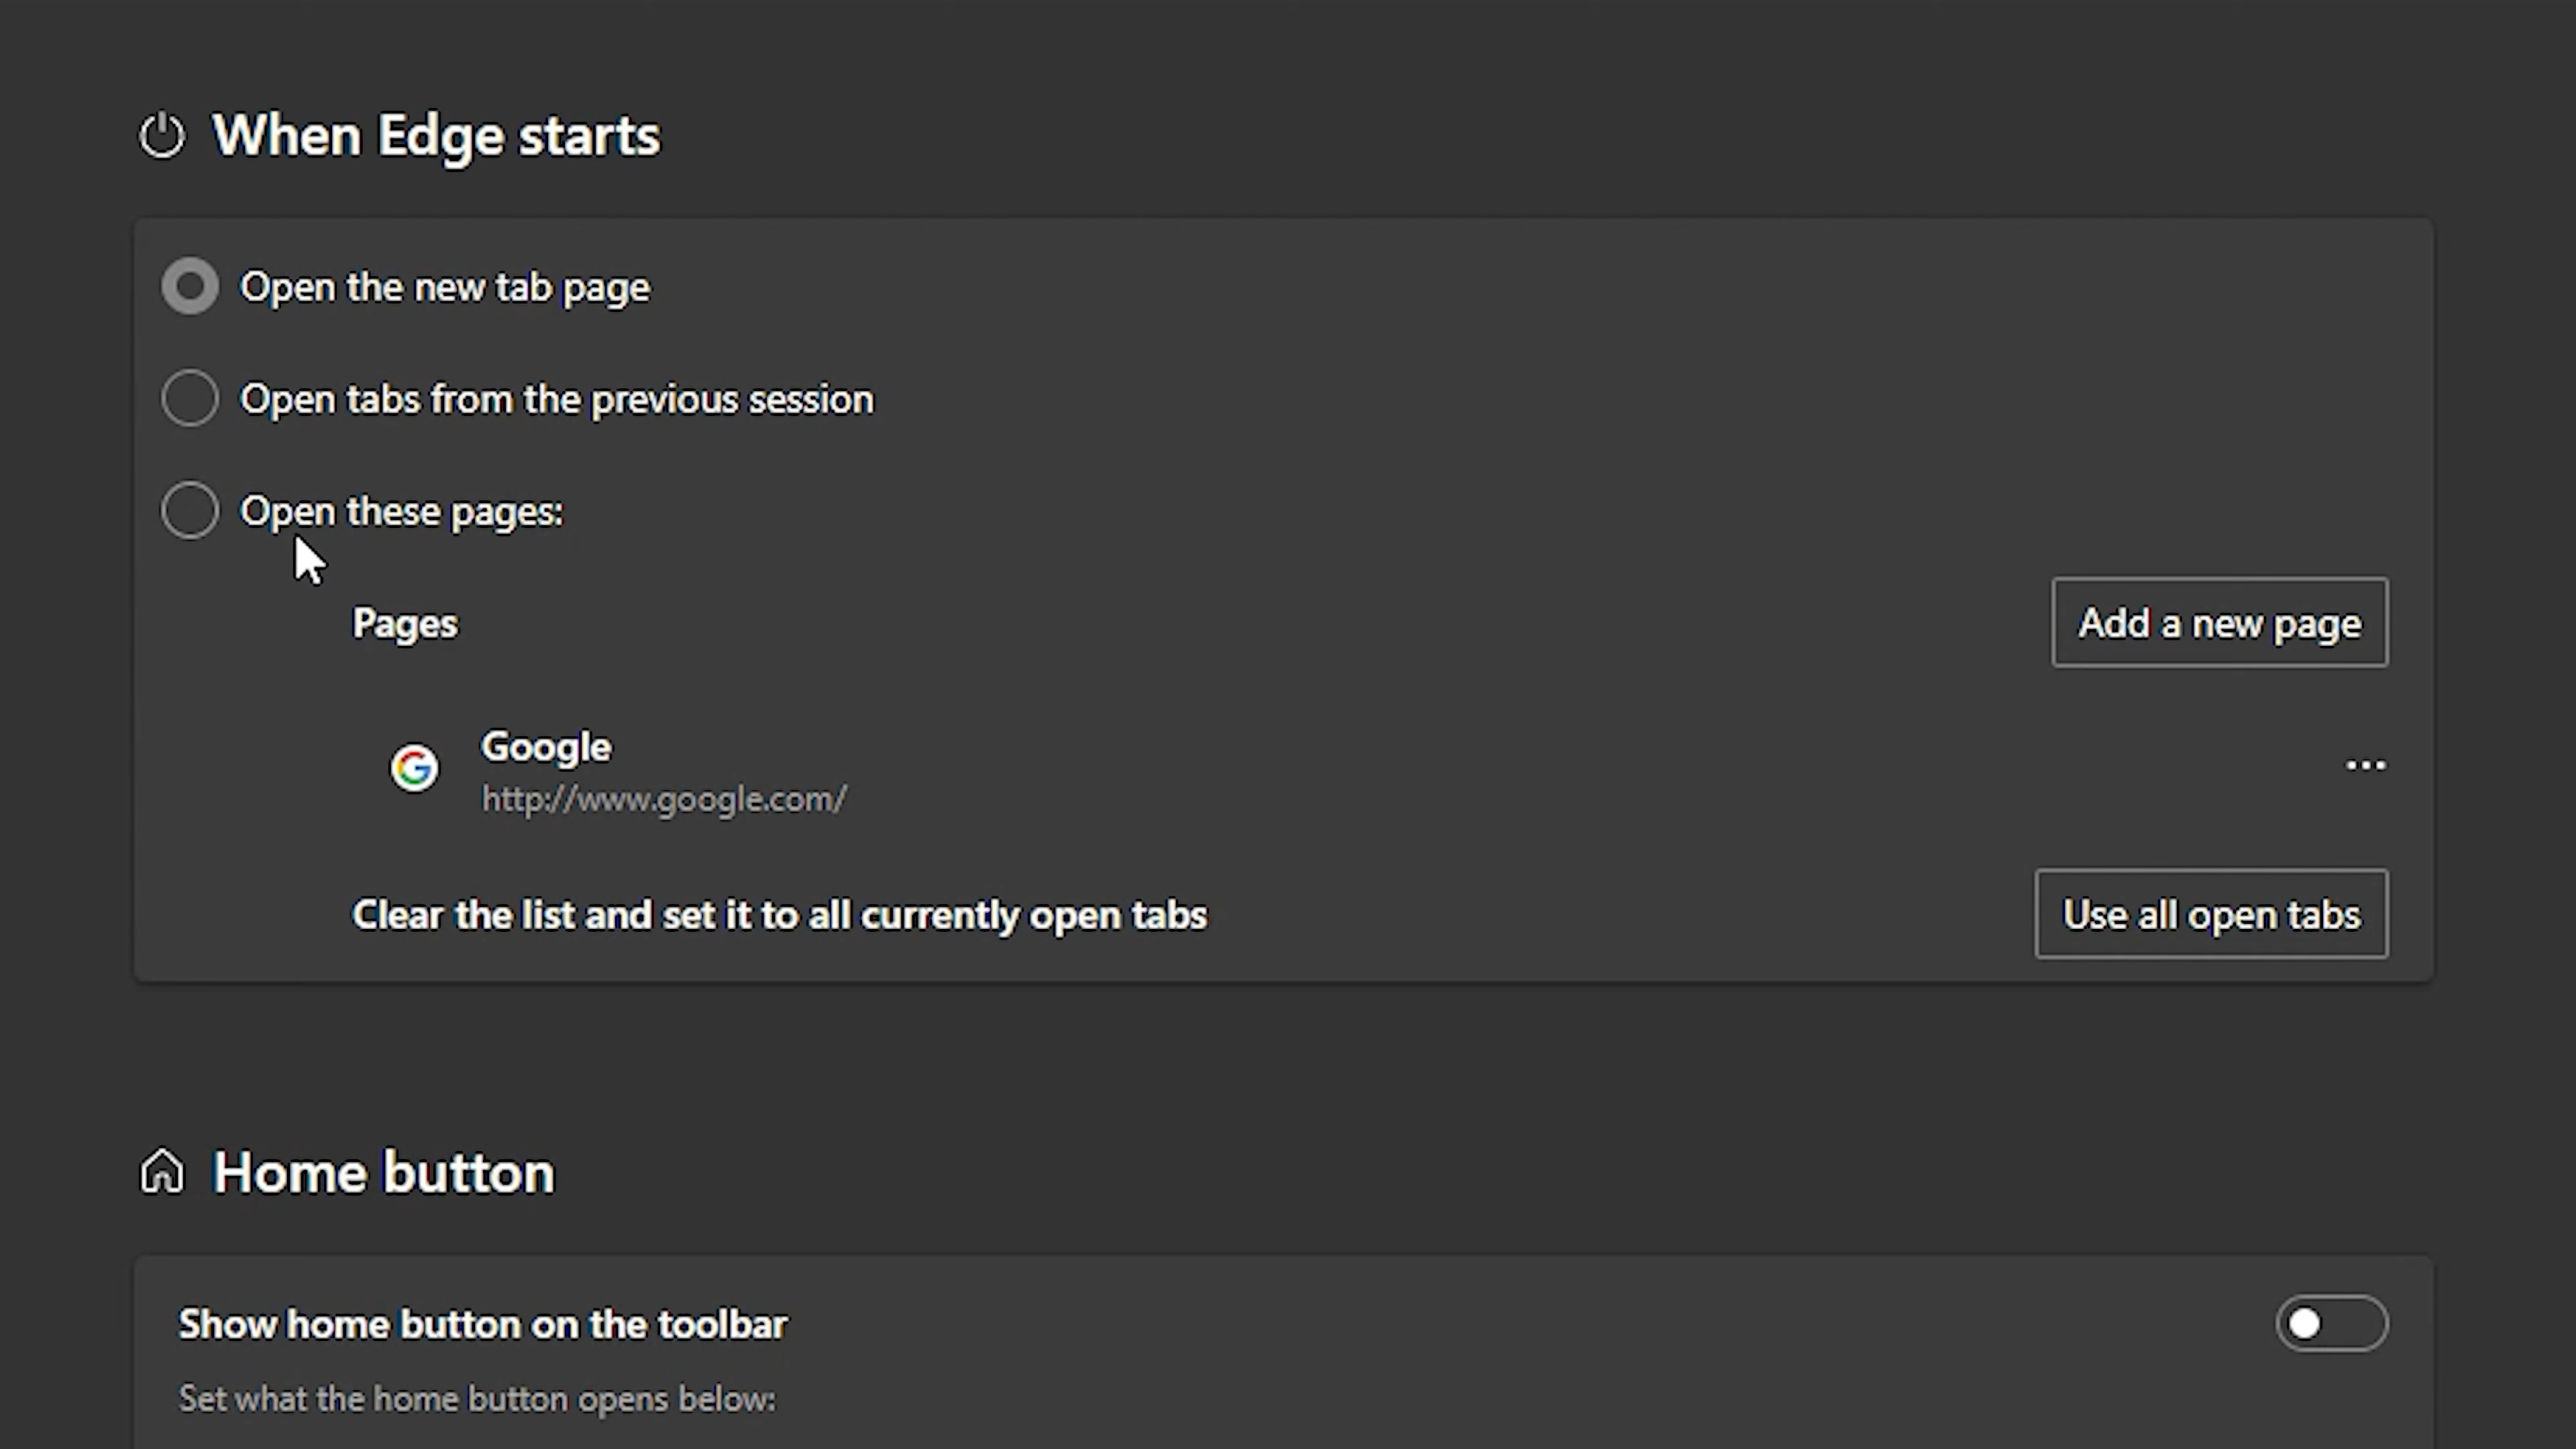 When Edge starts
Open the new tab page
Open tabs from the previous session
Open these pages:
Pages
Add a new page
Google
http://www.google.com/
Clear the list and set it to all currently open tabs
Use all open tabs
Home button
Show home button on the toolbar
Set what the home button opens below: